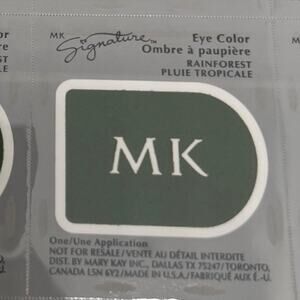 MK Signature™ Eye Color
Ombre à paupière
RAINFOREST
PLUIE TROPICALE
MK
One/Une Application
NOT FOR RESALE/VENTE AU DÉTAIL INTERDITE
DIST. BY MARY KAY INC., DALLAS TX 75247/TORONTO,
CANADA L5N 6Y2/MADE IN U.S.A./FABRIQUÉ AUX É.-U.